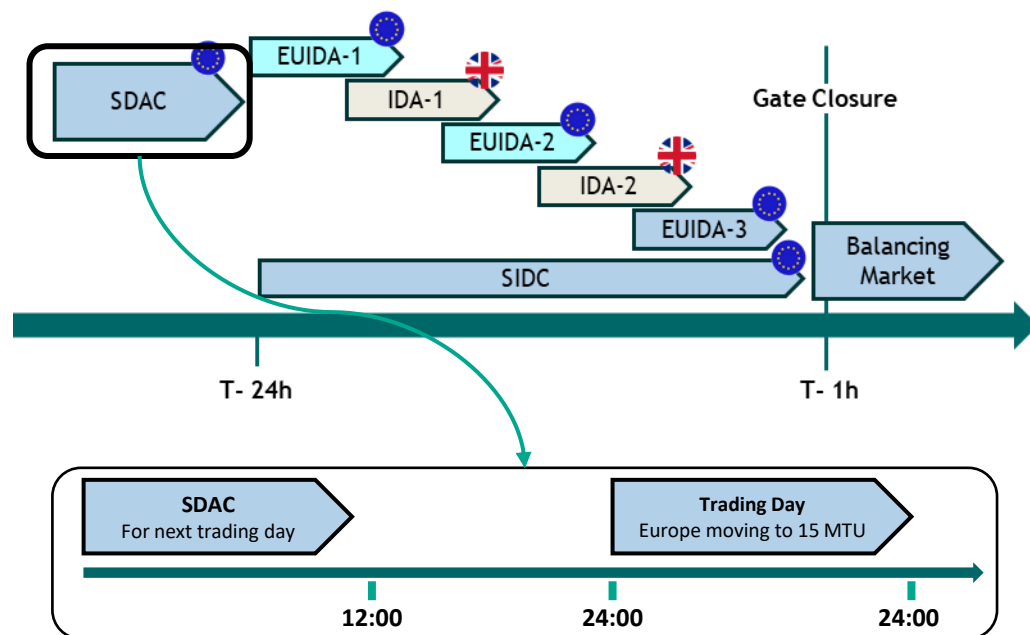 EUIDA-1
SDAC
IDA-1
Gate Closure
EUIDA-2
IDA-2
EUIDA-3
Balancing
Market
SIDC
T- 24h
T- 1h
SDAC
For next trading day
Trading Day
Europe moving to 15 MTU
12:00
24:00
24:00